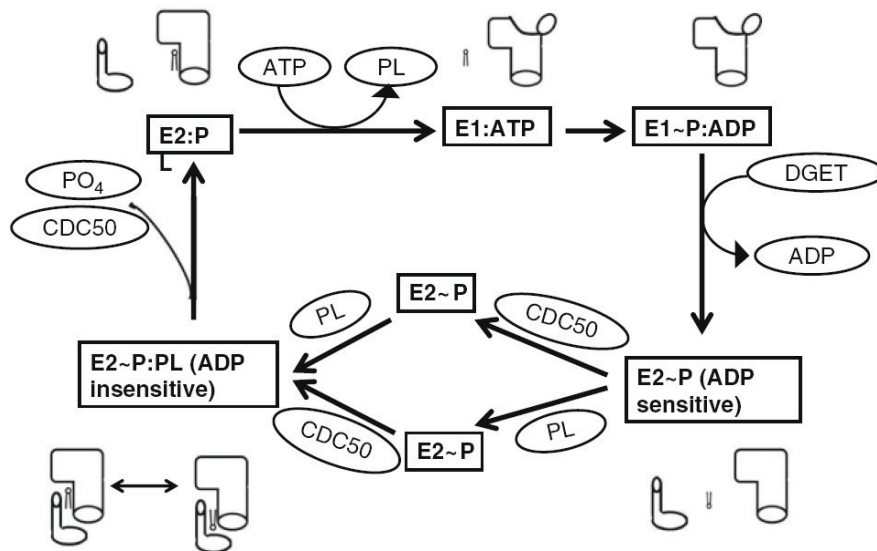 ATP
PL
E2:P
E1:ATP
E1~P:ADP
PO4
CDC50
DGET
ADP
E2~P
PL
CDC50
E2~P:PL (ADP
insensitive)
E2~P (ADP
sensitive)
CDC50
E2~P
PL